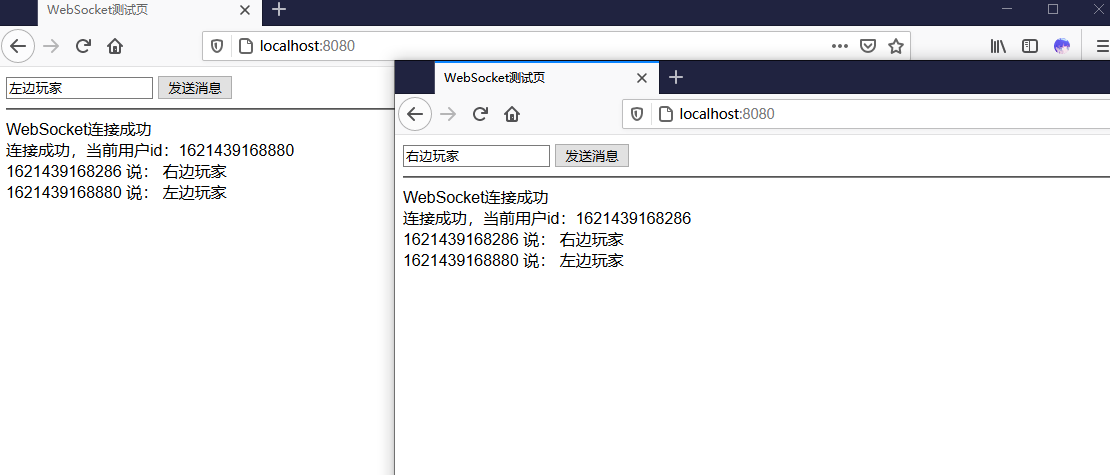 WebSocket测试页
localhost:8080
左边玩家 发送消息
WebSocket连接成功
连接成功，当前用户id：1621439168880
1621439168286 说： 右边玩家
1621439168880 说： 左边玩家
WebSocket测试页
localhost:8080
右边玩家 发送消息
WebSocket连接成功
连接成功，当前用户id：1621439168286
1621439168286 说： 右边玩家
1621439168880 说： 左边玩家